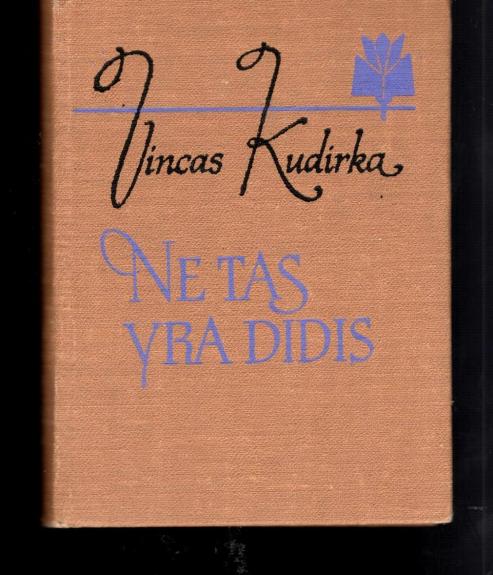 Vincas Kudirka
NE TAS
YRA DIDIS